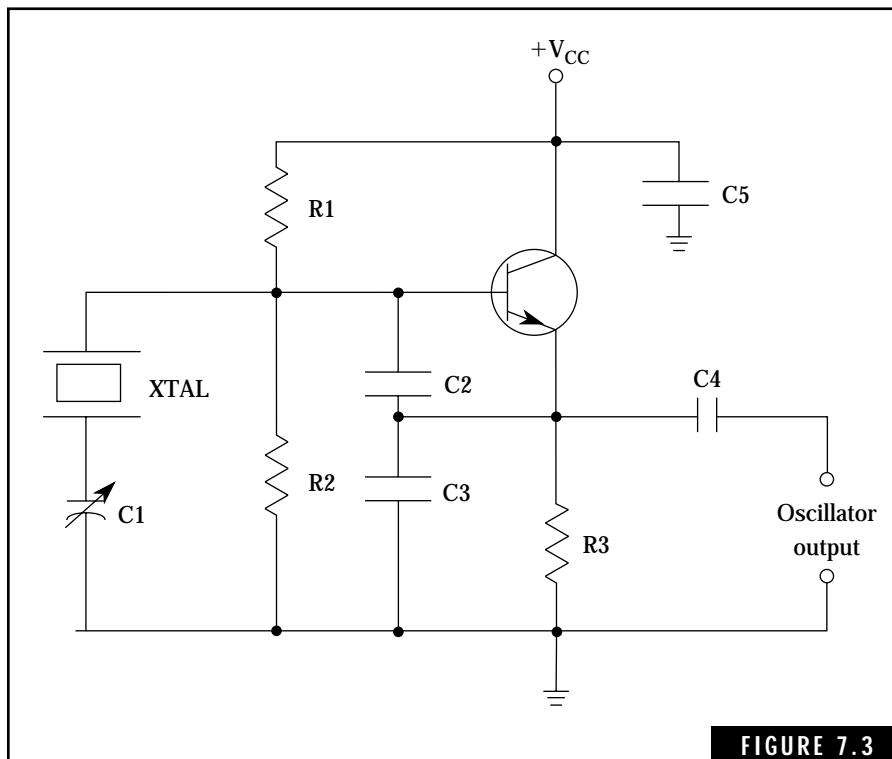 +VCC
R1
C5
XTAL
C2
C4
C1
R2
C3
R3
Oscillator
output
FIGURE 7.3